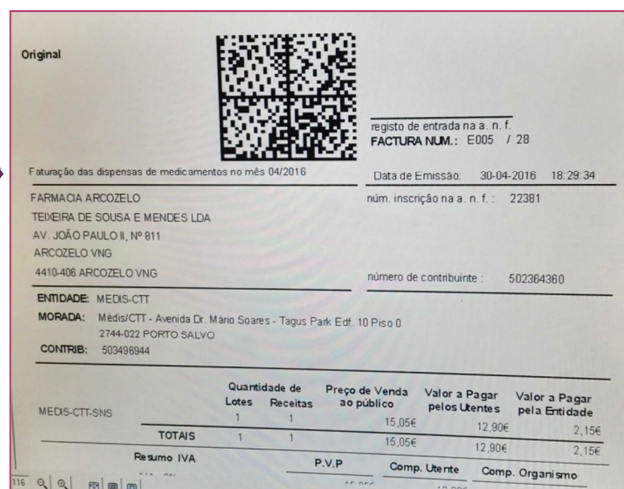 Original
registo de entrada na a. n. f.
FACTURA NUM.: E005 / 28
Faturação das dispensas de medicamentos no mês 04/2016
Data de Emissão: 30-04-2016 18:29:34
FARMACIA ARCOZELO
núm. inscrição na a. n. f. : 22381
TEIXEIRA DE SOUSA E MENDES LDA
AV. JOÃO PAULO II, Nº 811
ARCOZELO VNG
4410-406 ARCOZELO VNG
número de contribuinte : 502364360
ENTIDADE: MEDIS-CTT
MORADA: Médis/CTT - Avenida Dr. Mário Soares - Tagus Park Edf. 10 Piso 0
2744-022 PORTO SALVO
CONTRIB: 503496944
Quantidade de Preço de Venda Valor a Pagar Valor a Pagar
Lotes Receitas ao público pelos Utentes pela Entidade
MEDIS-CTT-SNS 1 1 15,05€ 12,90€ 2,15€
TOTAIS 1 1 15,05€ 12,90€ 2,15€
Resumo IVA P.V.P Comp. Utente Comp. Organismo
116